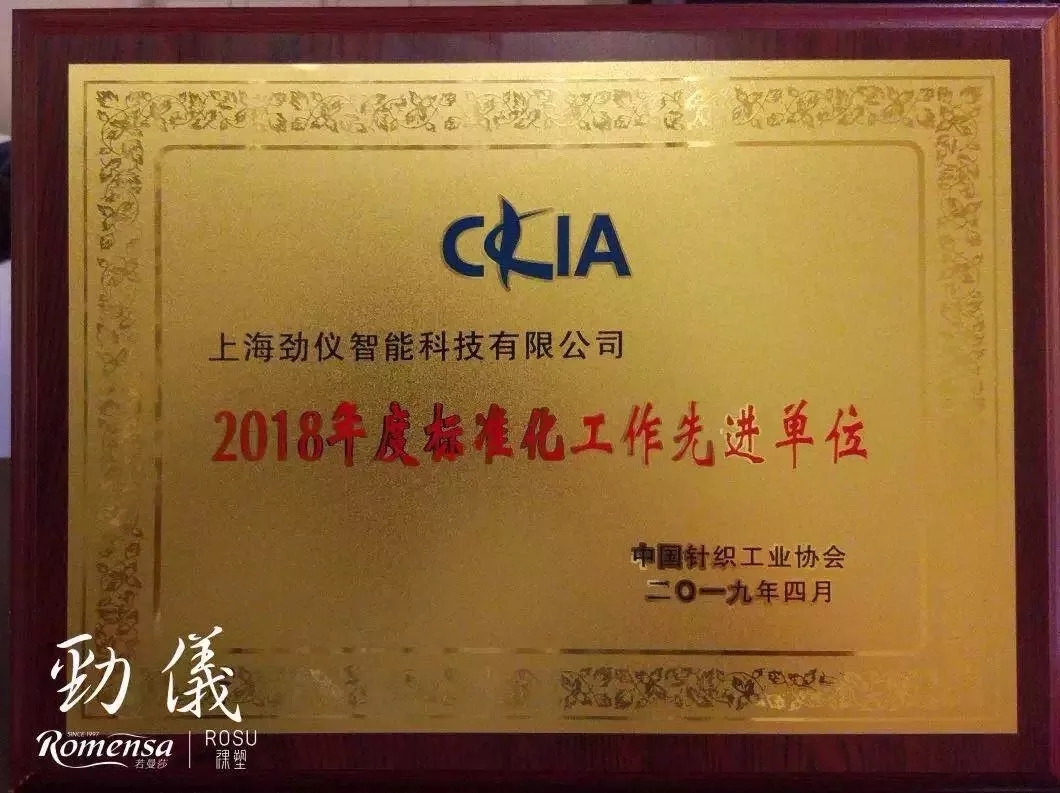 CKIA
上海劲仪智能科技有限公司
2018年度标准化工作先进单位
中国针织工业协会
二〇一九年四月
勁儀
SINCE 1997
Romensa
若曼莎
ROSU
裸塑